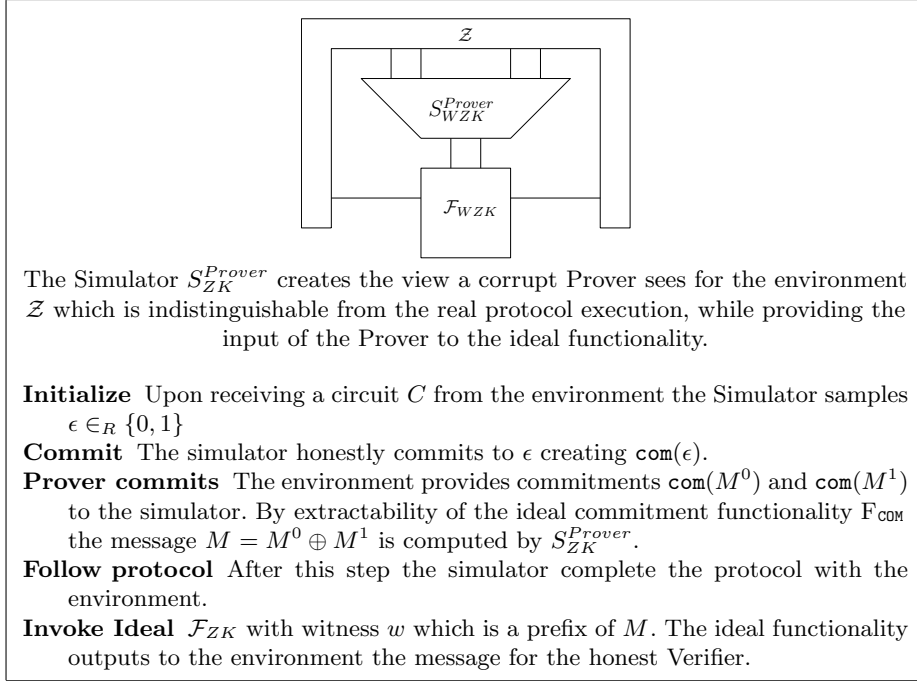 𝒵
S_{WZK}^{Prover}
ℱ_{WZK}
The Simulator S_{ZK}^{Prover} creates the view a corrupt Prover sees for the environment
𝒵 which is indistinguishable from the real protocol execution, while providing the
input of the Prover to the ideal functionality.
Initialize Upon receiving a circuit C from the environment the Simulator samples
ϵ ∈_R {0, 1}
Commit The simulator honestly commits to ϵ creating com(ϵ).
Prover commits The environment provides commitments com(M^0) and com(M^1)
to the simulator. By extractability of the ideal commitment functionality F_{COM}
the message M = M^0 ⊕ M^1 is computed by S_{ZK}^{Prover}.
Follow protocol After this step the simulator complete the protocol with the
environment.
Invoke Ideal ℱ_{ZK} with witness w which is a prefix of M. The ideal functionality
outputs to the environment the message for the honest Verifier.